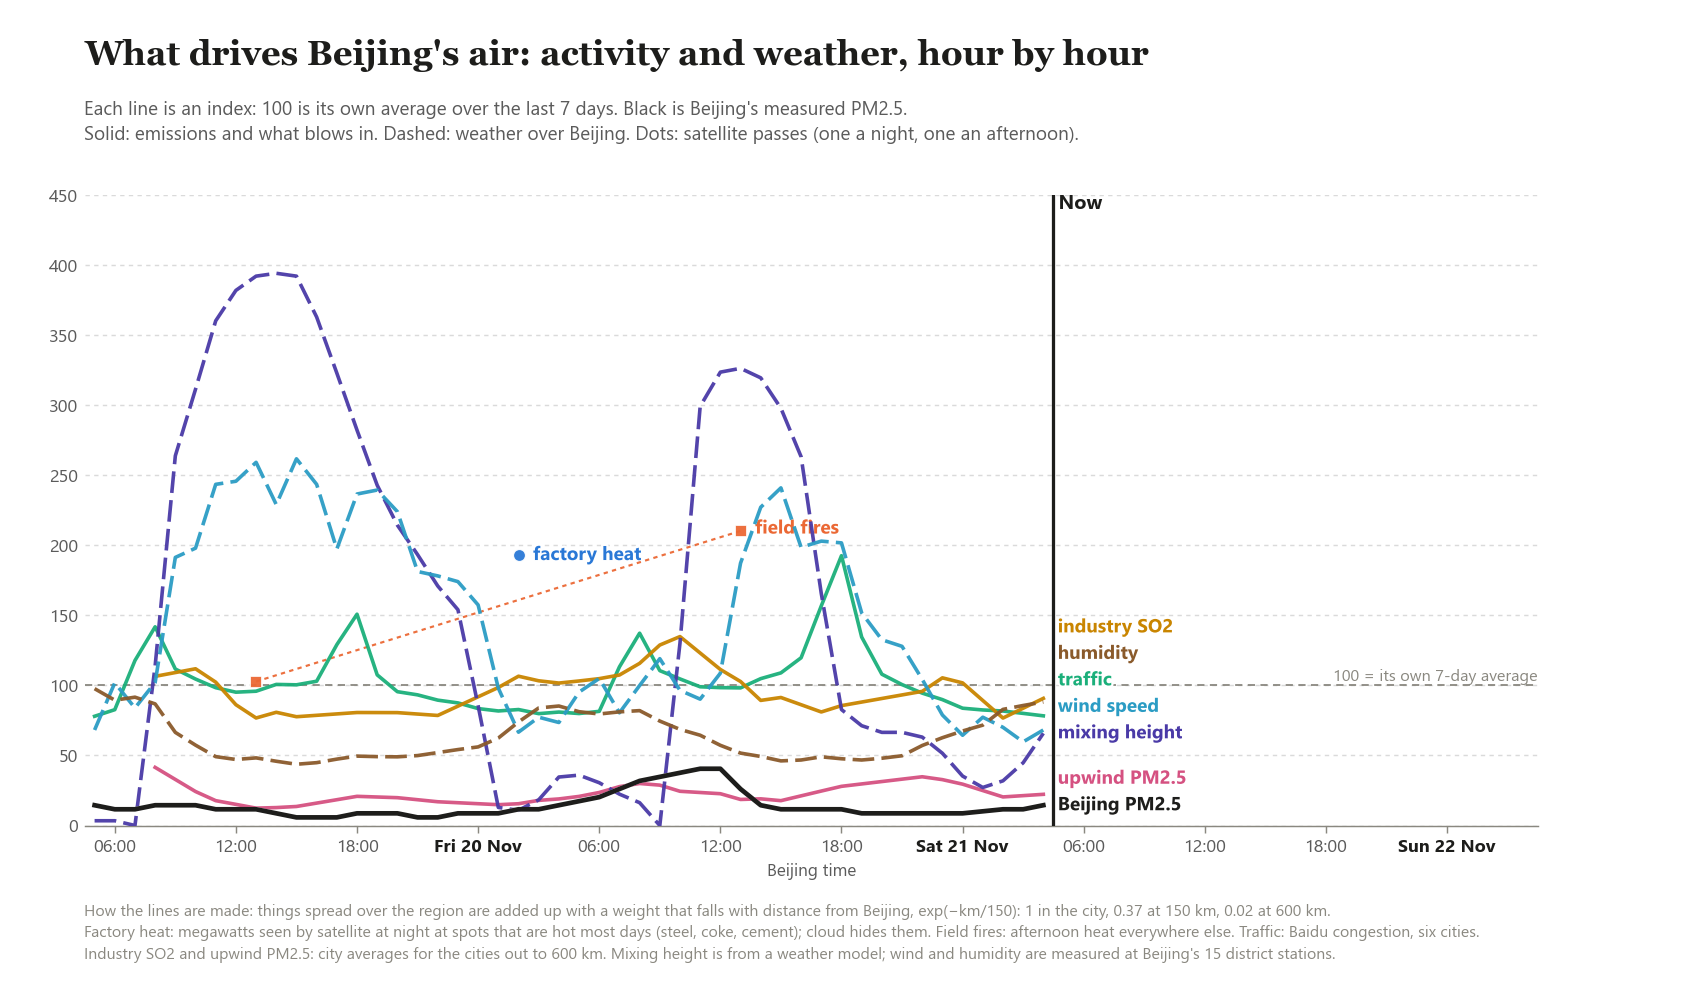 What drives Beijing's air: activity and weather, hour by hour
Each line is an index: 100 is its own average over the last 7 days. Black is Beijing's measured PM2.5.
Solid: emissions and what blows in. Dashed: weather over Beijing. Dots: satellite passes (one a night, one an afternoon).
450
Now
400
350
300
250
field fires
200
factory heat
150
industry SO2
humidity
100 = its own 7-day average
traffic
100
wind speed
mixing height
50
upwind PM2.5
Beijing PM2.5
0
06:00 12:00 18:00 Fri 20 Nov 06:00 12:00 18:00 Sat 21 Nov 06:00 12:00 18:00 Sun 22 Nov
Beijing time
How the lines are made: things spread over the region are added up with a weight that falls with distance from Beijing, exp(−km/150): 1 in the city, 0.37 at 150 km, 0.02 at 600 km.
Factory heat: megawatts seen by satellite at night at spots that are hot most days (steel, coke, cement); cloud hides them. Field fires: afternoon heat everywhere else. Traffic: Baidu congestion, six cities.
Industry SO2 and upwind PM2.5: city averages for the cities out to 600 km. Mixing height is from a weather model; wind and humidity are measured at Beijing's 15 district stations.